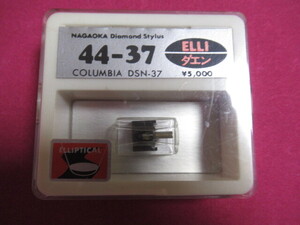 NAGAOKA Diamond Stylus
44-37
ELLI
ダエン
COLUMBIA DSN-37
¥5,000
ELLIPTICAL